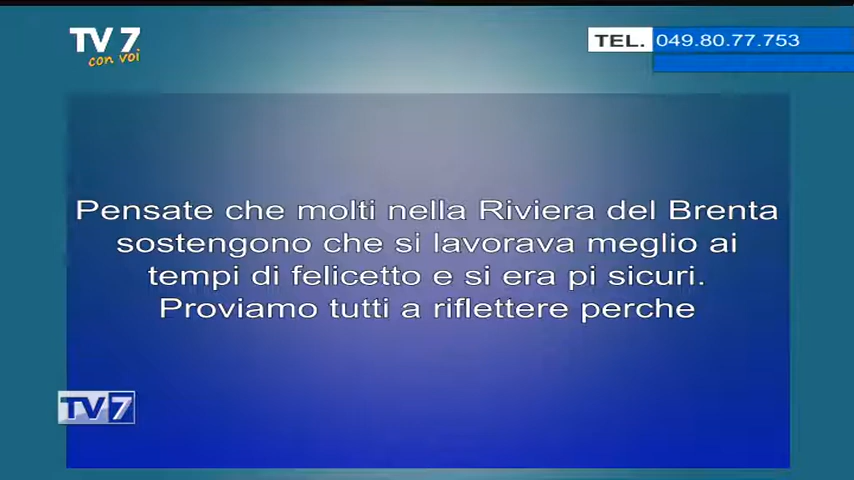 TV 7
con voi
TEL. 049.80.77.753
Pensate che molti nella Riviera del Brenta
sostengono che si lavorava meglio ai
tempi di felicetto e si era pi sicuri.
Proviamo tutti a riflettere perche
TV7